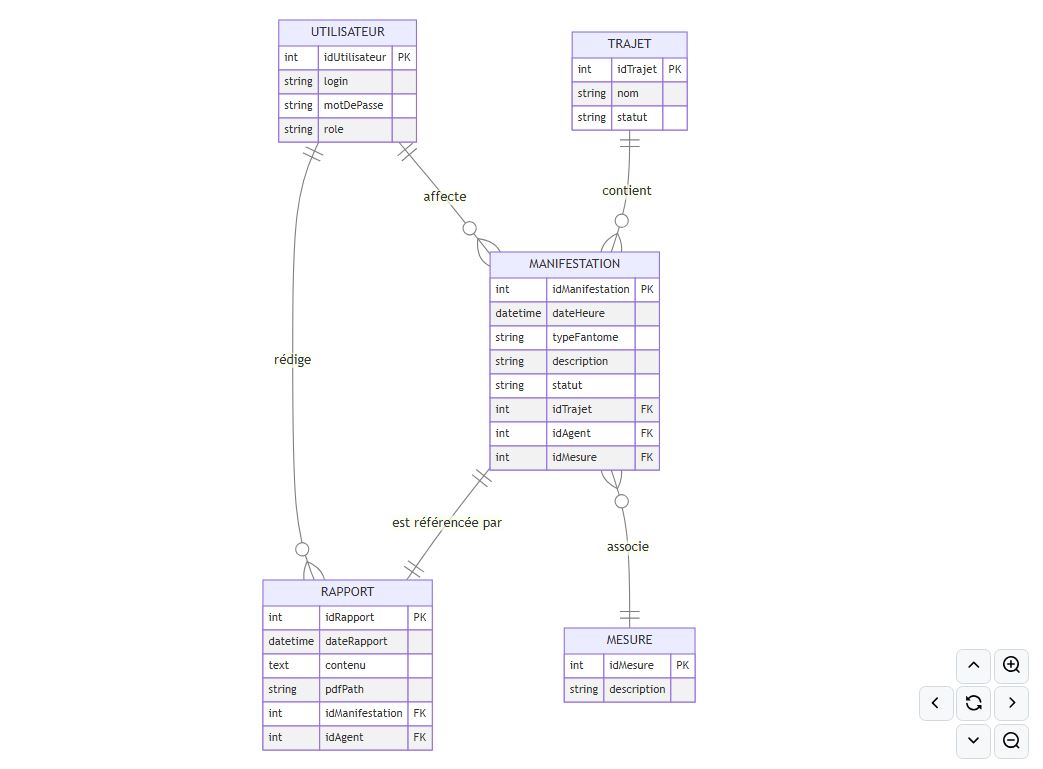 UTILISATEUR
int idUtilisateur PK
string login
string motDePasse
string role
TRAJET
int idTrajet PK
string nom
string statut
affecte
contient
MANIFESTATION
int idManifestation PK
datetime dateHeure
string typeFantome
string description
string statut
int idTrajet FK
int idAgent FK
int idMesure FK
rédige
est référencée par
associe
RAPPORT
int idRapport PK
datetime dateRapport
text contenu
string pdfPath
int idManifestation FK
int idAgent FK
MESURE
int idMesure PK
string description